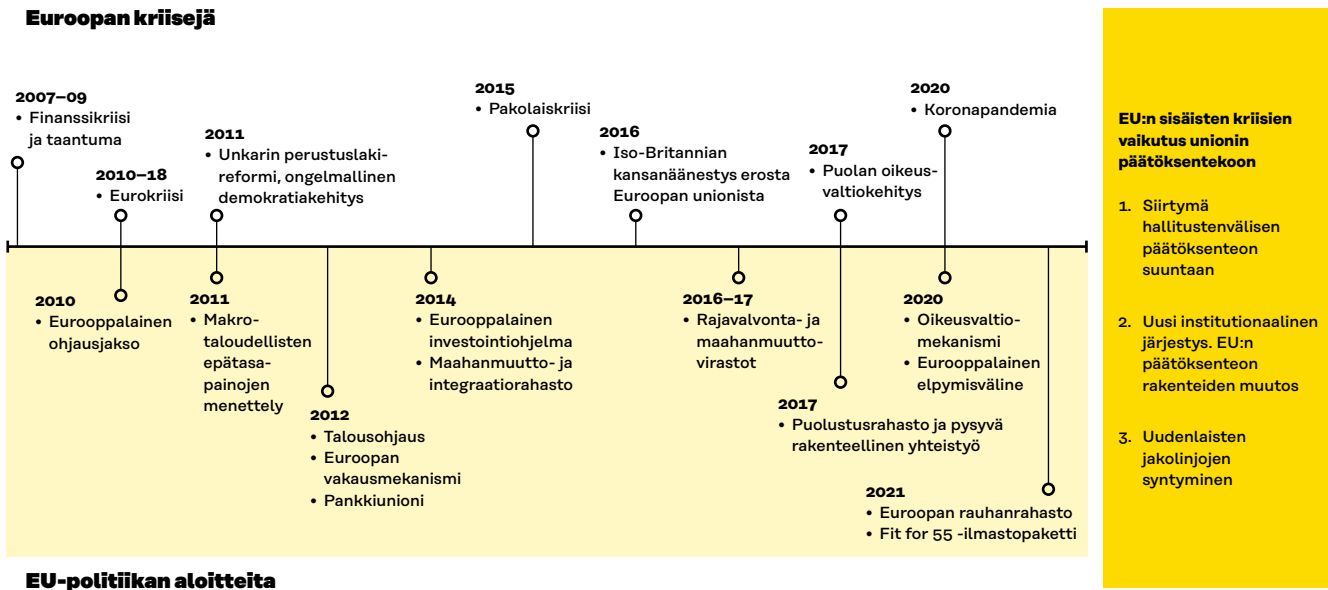 Euroopan kriisejä
2007–09
• Finanssikriisi
ja taantuma
2010–18
• Eurokriisi
2011
• Unkarin perustuslaki-
reformi, ongelmallinen
demokratiakehitys
2015
• Pakolaiskriisi
2016
• Iso-Britannian
kansanäänestys erosta
Euroopan unionista
2017
• Puolan oikeus-
valtiokehitys
2020
• Koronapandemia
2010
• Eurooppalainen
ohjausjakso
2011
• Makro-
taloudellisten
epätasa-
painojen
menettely
2012
• Talousohjaus
• Euroopan
vakausmekanismi
• Pankkiunioni
2014
• Eurooppalainen
investointiohjelma
• Maahanmuutto- ja
integraatiorahasto
2016–17
• Rajavalvonta- ja
maahanmuutto-
virastot
2017
• Puolustusrahasto ja pysyvä
rakenteellinen yhteistyö
2020
• Oikeusvaltio-
mekanismi
• Eurooppalainen
elpymisväline
2021
• Euroopan rauhanrahasto
• Fit for 55 -ilmastopaketti
EU-politiikan aloitteita
EU:n sisäisten kriisien
vaikutus unionin
päätöksentekoon
1. Siirtymä
hallitustenvälisen
päätöksenteon
suuntaan
2. Uusi institutionaalinen
järjestys. EU:n
päätöksenteon
rakenteiden muutos
3. Uudenlaisten
jakolinjojen
syntyminen